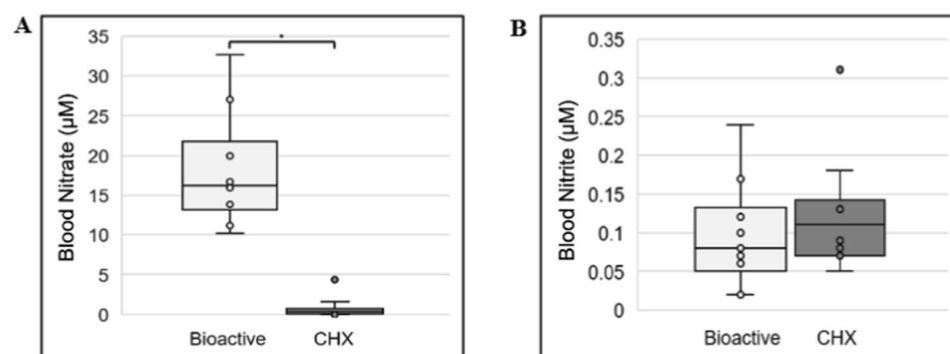 A
Blood Nitrate (µM)
35
30
25
20
15
10
5
0
*
Bioactive CHX
B
Blood Nitrite (µM)
0.35
0.3
0.25
0.2
0.15
0.1
0.05
0
Bioactive CHX